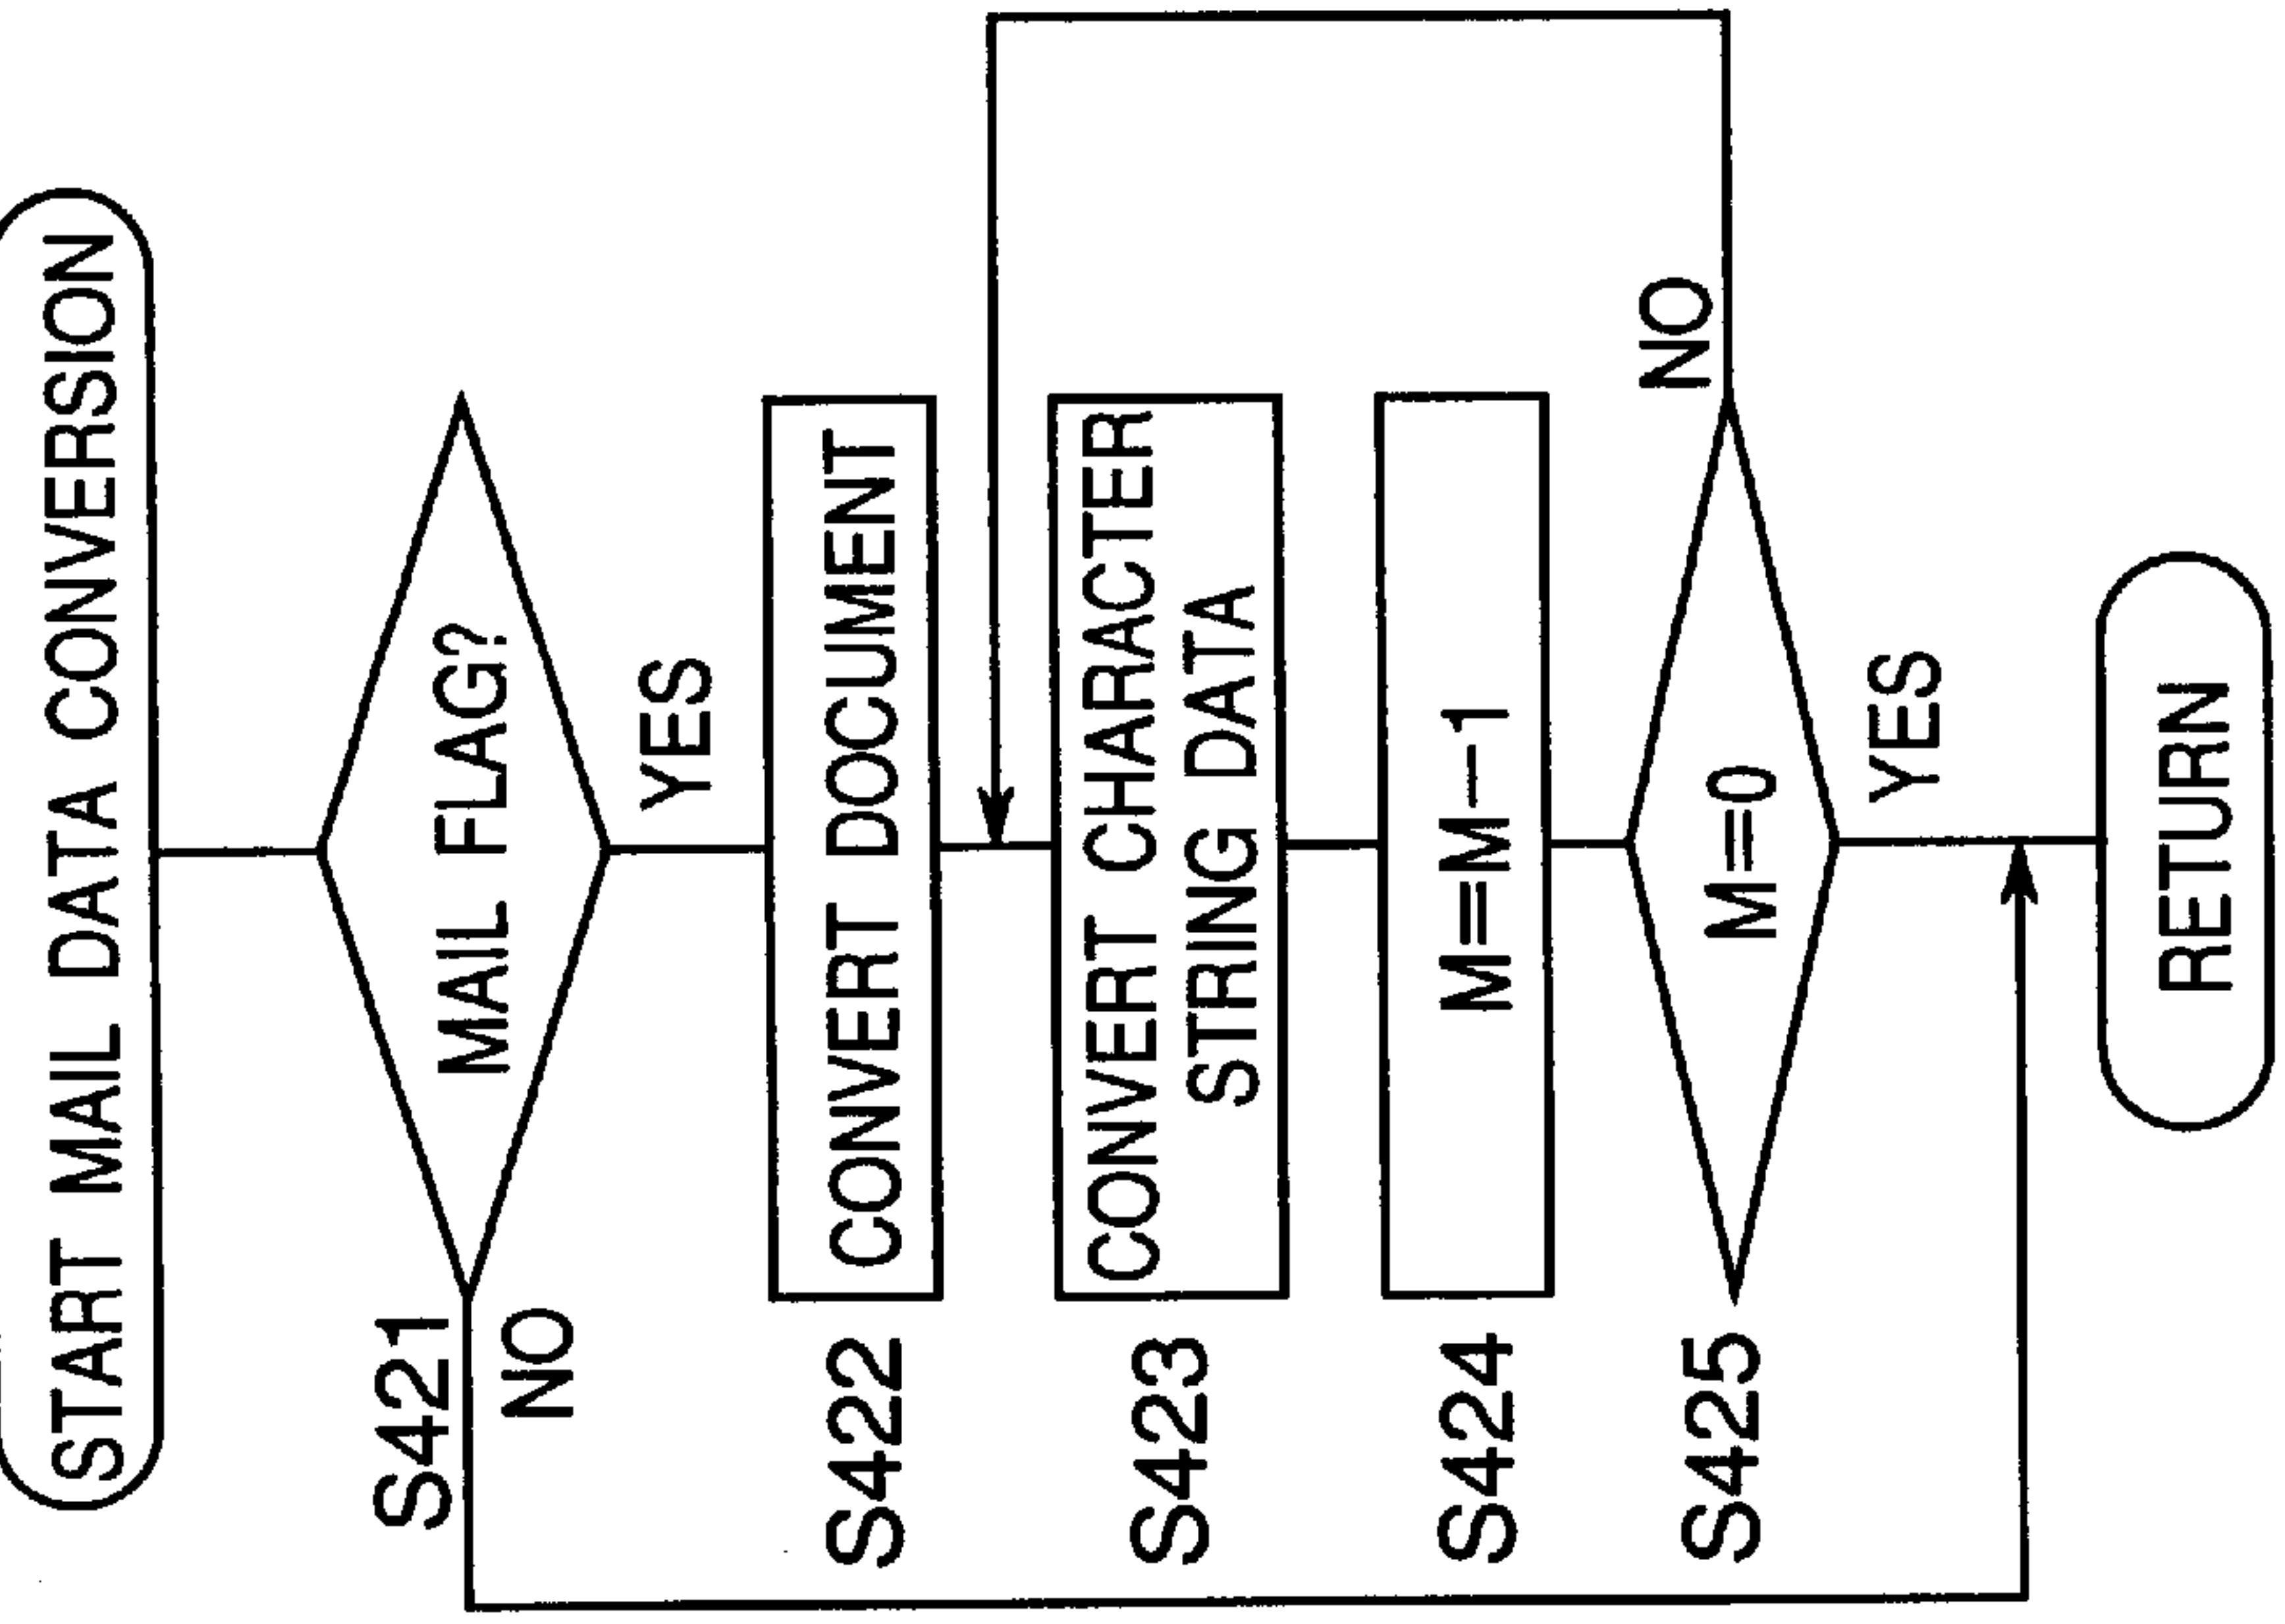 START MAIL DATA CONVERSION
S421
MAIL FLAG?
NO
YES
S422
CONVERT DOCUMENT
S423
CONVERT CHARACTER
STRING DATA
S424
M=M-1
S425
M=0
NO
YES
RETURN